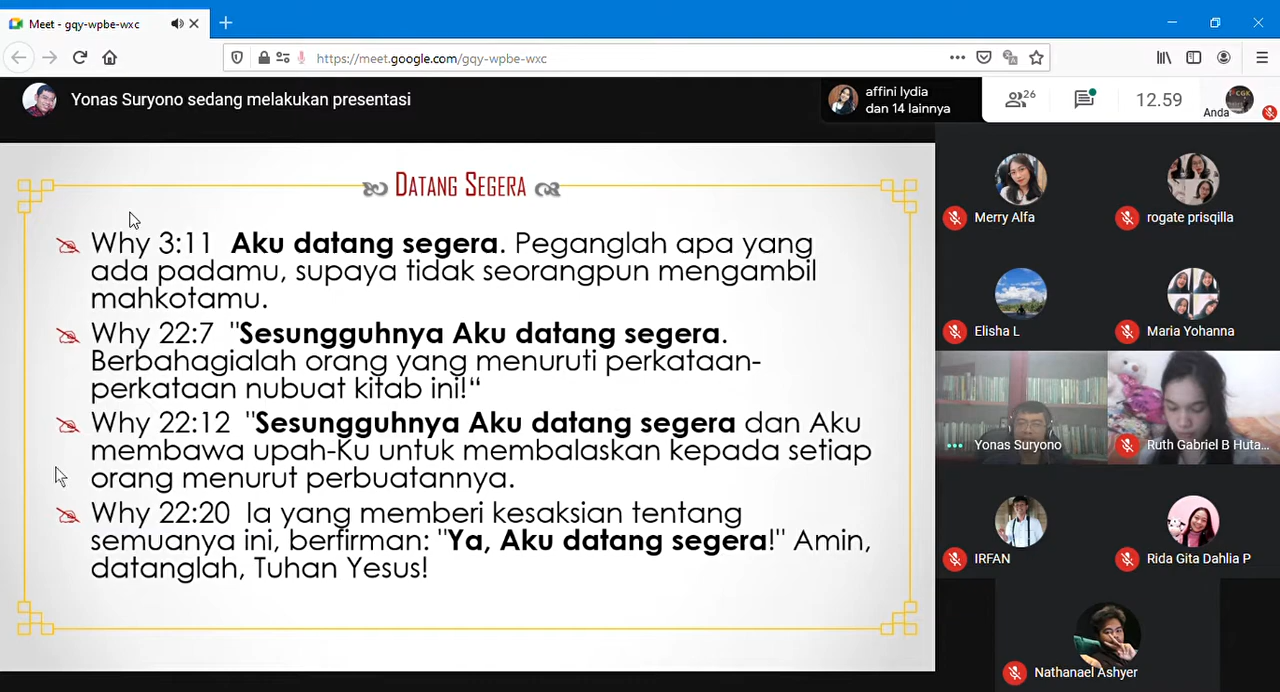 Meet - gqy-wpbe-wxc
https://meet.google.com/gqy-wpbe-wxc
Yonas Suryono sedang melakukan presentasi
affini lydia
dan 14 lainnya
26
12.59
Anda
DATANG SEGERA
Why 3:11 Aku datang segera. Peganglah apa yang
ada padamu, supaya tidak seorangpun mengambil
mahkotamu.
Why 22:7 "Sesungguhnya Aku datang segera.
Berbahagialah orang yang menuruti perkataan-
perkataan nubuat kitab ini!“
Why 22:12 "Sesungguhnya Aku datang segera dan Aku
membawa upah-Ku untuk membalaskan kepada setiap
orang menurut perbuatannya.
Why 22:20 Ia yang memberi kesaksian tentang
semuanya ini, berfirman: "Ya, Aku datang segera!" Amin,
datanglah, Tuhan Yesus!
Merry Alfa
rogate prisqilla
Elisha L
Maria Yohanna
Yonas Suryono
Ruth Gabriel B Huta...
IRFAN
Rida Gita Dahlia P
Nathanael Ashyer